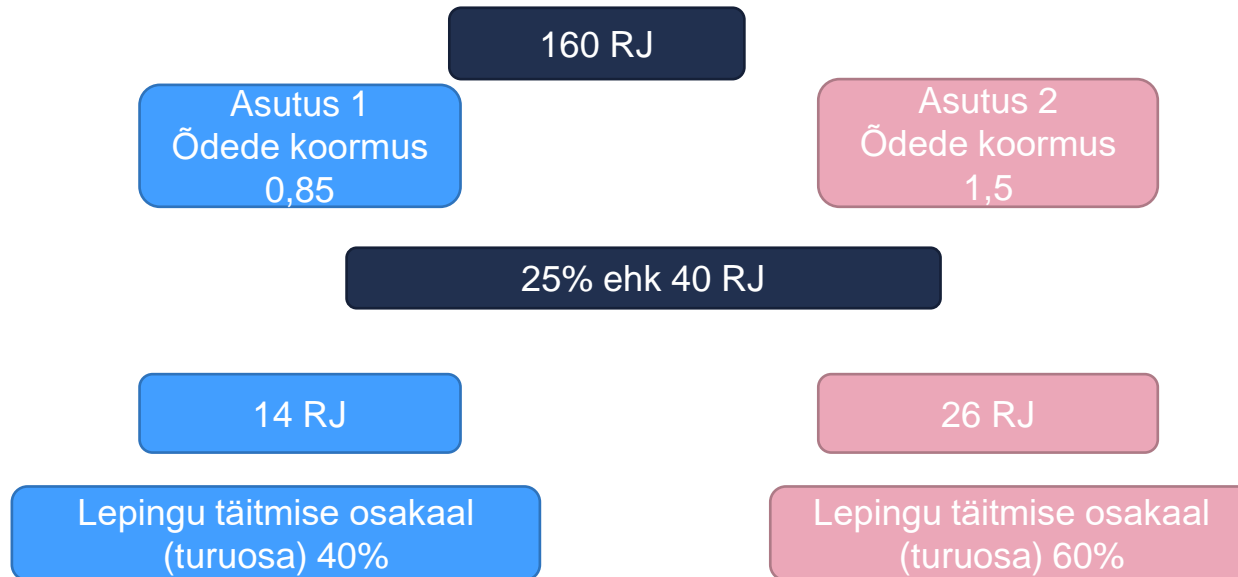 160 RJ
Asutus 1
Õdede koormus
0,85
Asutus 2
Õdede koormus
1,5
25% ehk 40 RJ
14 RJ
26 RJ
Lepingu täitmise osakaal
(turuosa) 40%
Lepingu täitmise osakaal
(turuosa) 60%